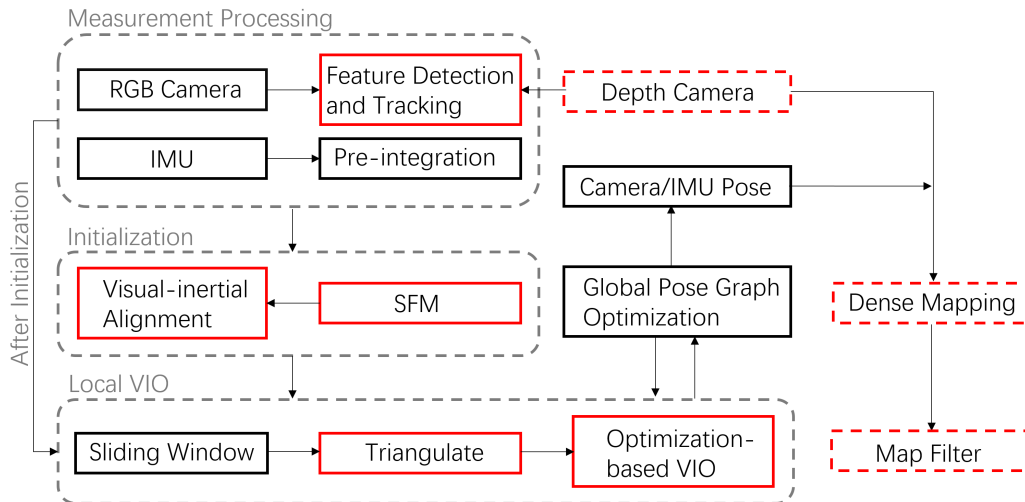 Measurement Processing
RGB Camera
Feature Detection
and Tracking
Depth Camera
IMU
Pre-integration
Camera/IMU Pose
After Initialization
Initialization
Visual-inertial
Alignment
SFM
Global Pose Graph
Optimization
Dense Mapping
Local VIO
Sliding Window
Triangulate
Optimization-
based VIO
Map Filter